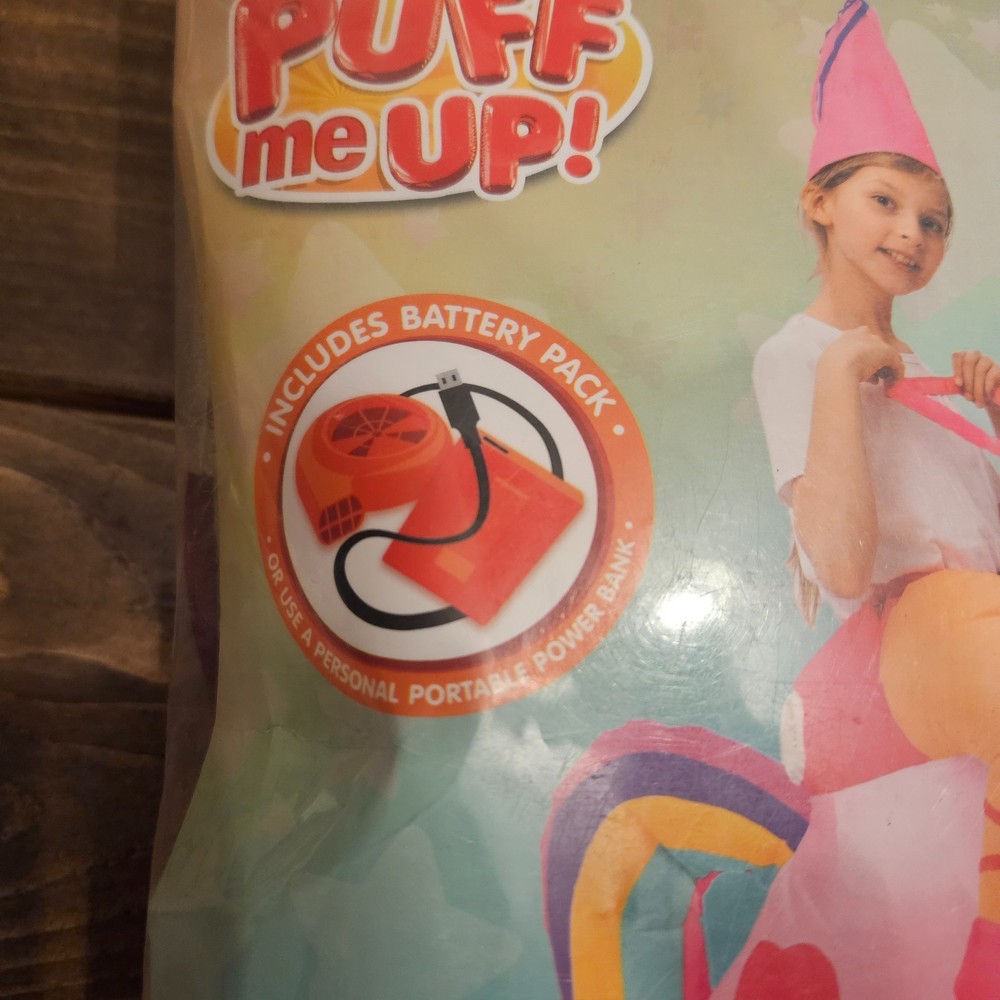 PUFF
me UP!
• INCLUDES BATTERY PACK •
• OR USE A PERSONAL PORTABLE POWER BANK •